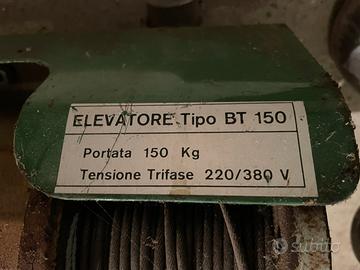 ELEVATORE Tipo BT 150
Portata 150 Kg
Tensione Trifase 220/380 V
subito